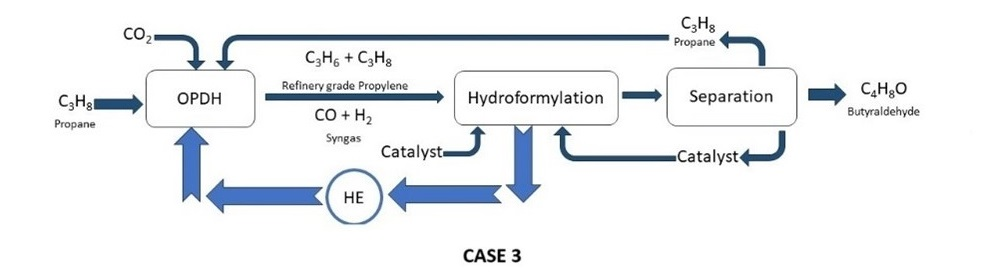 CO₂
C₃H₈
Propane
C₃H₆ + C₃H₈
C₃H₈
Propane
OPDH
Refinery grade Propylene
CO + H₂
Syngas
Hydroformylation
Separation
C₄H₈O
Butyraldehyde
Catalyst
Catalyst
HE
CASE 3